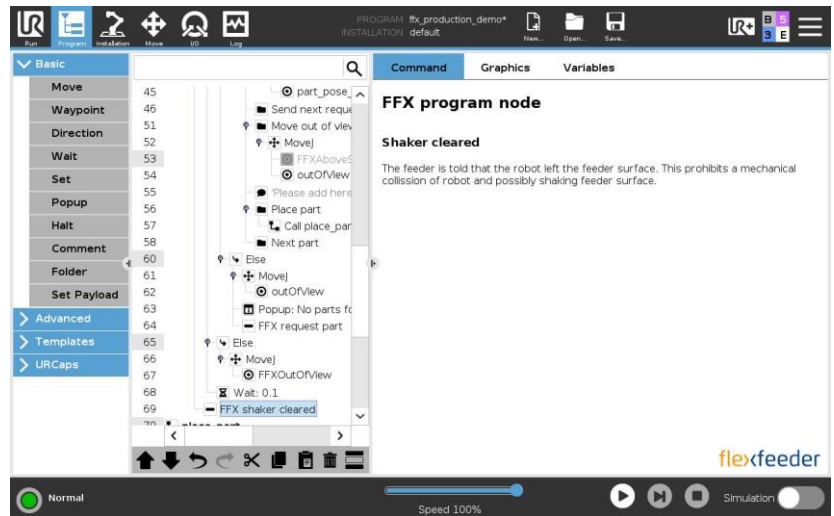 UR
Run
Program
Installation
Move
I/O
Log
PROGRAM ffx_production_demo*
INSTALLATION default
New...
Open...
Save...
UR+
B 5
3 E
Basic
Move
Waypoint
Direction
Wait
Set
Popup
Halt
Comment
Folder
Set Payload
Advanced
Templates
URCaps
45 part_pose_
46 Send next reque
51 Move out of view
52 MoveJ
53 FFXAboveS
54 outOfView
55 'Please add here
56 Place part
57 Call place_par
58 Next part
60 Else
61 MoveJ
62 outOfView
63 Popup: No parts fo
64 FFX request part
65 Else
66 MoveJ
67 FFXOutOfView
68 Wait: 0.1
69 FFX shaker cleared
70 place_part
Command Graphics Variables
FFX program node
Shaker cleared
The feeder is told that the robot left the feeder surface. This prohibits a mechanical
collission of robot and possibly shaking feeder surface.
flexfeeder
Normal
Speed 100%
Simulation